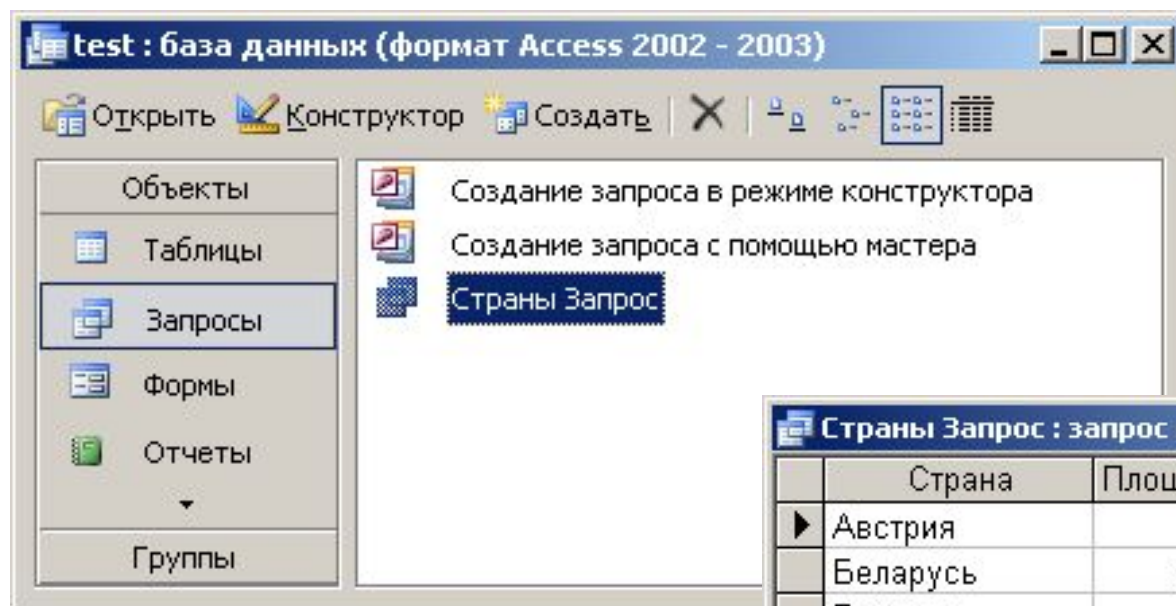 test : база данных (формат Access 2002 - 2003)
Открыть Конструктор Создать
Объекты
Таблицы
Запросы
Формы
Отчеты
Группы
Создание запроса в режиме конструктора
Создание запроса с помощью мастера
Страны Запрос
Страны Запрос : запрос
Страна Площ
Австрия
Беларусь